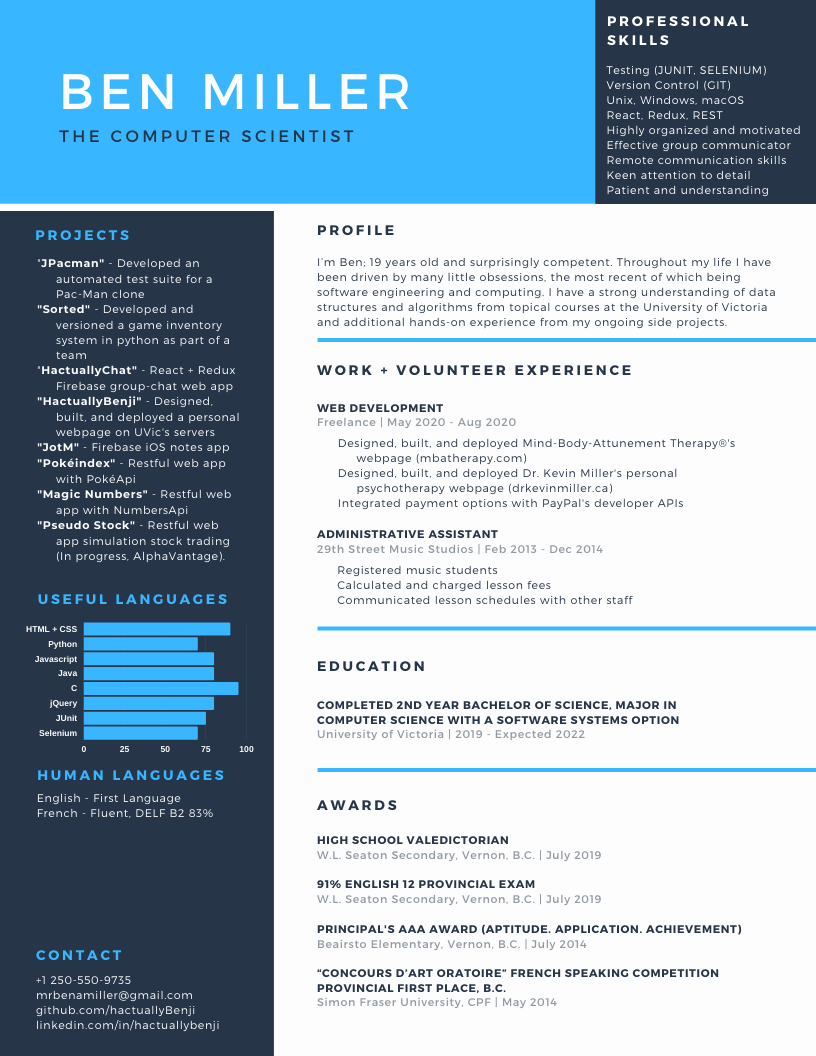 BEN MILLER
THE COMPUTER SCIENTIST
PROFESSIONAL
SKILLS
Testing (JUNIT, SELENIUM)
Version Control (GIT)
Unix, Windows, macOS
React, Redux, REST
Highly organized and motivated
Effective group communicator
Remote communication skills
Keen attention to detail
Patient and understanding
PROJECTS
"JPacman" - Developed an
automated test suite for a
Pac-Man clone
"Sorted" - Developed and
versioned a game inventory
system in python as part of a
team
"HactuallyChat" - React + Redux
Firebase group-chat web app
"HactuallyBenji" - Designed,
built, and deployed a personal
webpage on UVic's servers
"JotM" - Firebase iOS notes app
"Pokéindex" - Restful web app
with PokéApi
"Magic Numbers" - Restful web
app with NumbersApi
"Pseudo Stock" - Restful web
app simulation stock trading
(In progress, AlphaVantage).
USEFUL LANGUAGES
HTML + CSS
Python
Javascript
Java
C
jQuery
JUnit
Selenium
0 25 50 75 100
HUMAN LANGUAGES
English - First Language
French - Fluent, DELF B2 83%
CONTACT
+1 250-550-9735
mrbenamiller@gmail.com
github.com/hactuallyBenji
linkedin.com/in/hactuallybenji
PROFILE
I'm Ben; 19 years old and surprisingly competent. Throughout my life I have
been driven by many little obsessions, the most recent of which being
software engineering and computing. I have a strong understanding of data
structures and algorithms from topical courses at the University of Victoria
and additional hands-on experience from my ongoing side projects.
WORK + VOLUNTEER EXPERIENCE
WEB DEVELOPMENT
Freelance | May 2020 - Aug 2020
Designed, built, and deployed Mind-Body-Attunement Therapy®'s
webpage (mbatherapy.com)
Designed, built, and deployed Dr. Kevin Miller's personal
psychotherapy webpage (drkevinmiller.ca)
Integrated payment options with PayPal's developer APIs
ADMINISTRATIVE ASSISTANT
29th Street Music Studios | Feb 2013 - Dec 2014
Registered music students
Calculated and charged lesson fees
Communicated lesson schedules with other staff
EDUCATION
COMPLETED 2ND YEAR BACHELOR OF SCIENCE, MAJOR IN
COMPUTER SCIENCE WITH A SOFTWARE SYSTEMS OPTION
University of Victoria | 2019 - Expected 2022
AWARDS
HIGH SCHOOL VALEDICTORIAN
W.L. Seaton Secondary, Vernon, B.C. | July 2019
91% ENGLISH 12 PROVINCIAL EXAM
W.L. Seaton Secondary, Vernon, B.C. | July 2019
PRINCIPAL'S AAA AWARD (APTITUDE. APPLICATION. ACHIEVEMENT)
Beairsto Elementary, Vernon, B.C. | July 2014
"CONCOURS D'ART ORATOIRE" FRENCH SPEAKING COMPETITION
PROVINCIAL FIRST PLACE, B.C.
Simon Fraser University, CPF | May 2014